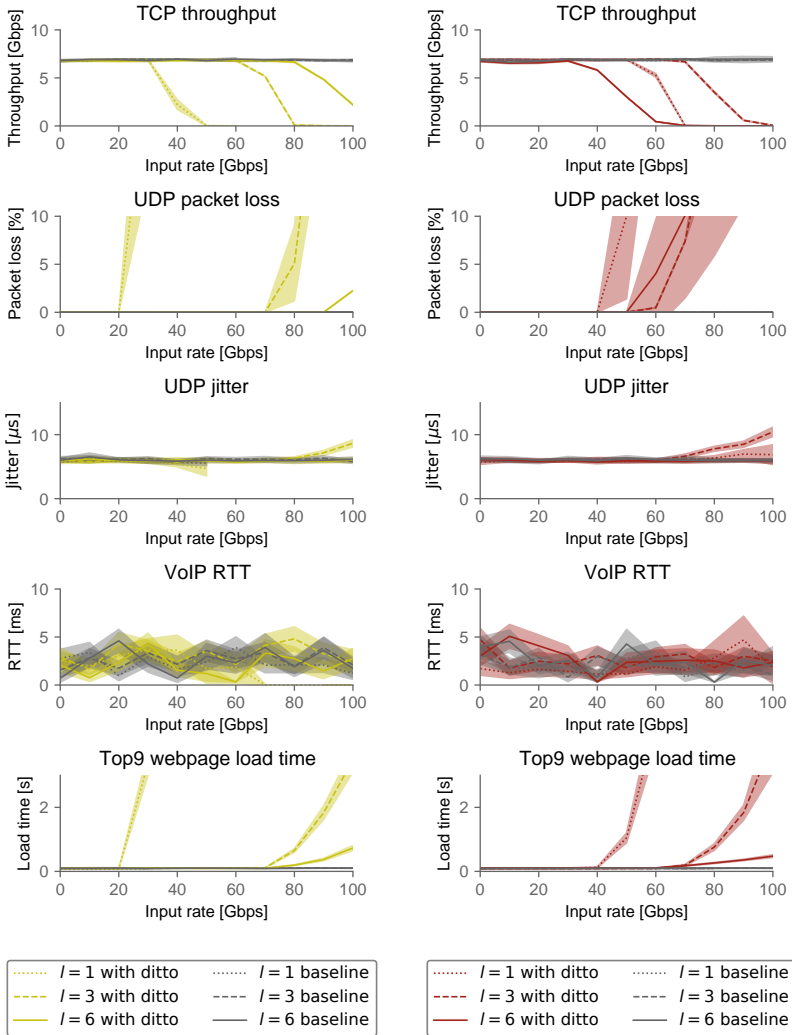 TCP throughput
Throughput [Gbps]
10
5
0
0 20 40 60 80 100
Input rate [Gbps]
UDP packet loss
Packet loss [%]
10
5
0
0 20 40 60 80 100
Input rate [Gbps]
UDP jitter
Jitter [μs]
10
0
0 20 40 60 80 100
Input rate [Gbps]
VoIP RTT
RTT [ms]
10
5
0
0 20 40 60 80 100
Input rate [Gbps]
Top9 webpage load time
Load time [s]
2
0
0 20 40 60 80 100
Input rate [Gbps]
l = 1 with ditto l = 1 baseline
l = 3 with ditto l = 3 baseline
l = 6 with ditto l = 6 baseline
TCP throughput
Throughput [Gbps]
10
5
0
0 20 40 60 80 100
Input rate [Gbps]
UDP packet loss
Packet loss [%]
10
5
0
0 20 40 60 80 100
Input rate [Gbps]
UDP jitter
Jitter [μs]
10
0
0 20 40 60 80 100
Input rate [Gbps]
VoIP RTT
RTT [ms]
10
5
0
0 20 40 60 80 100
Input rate [Gbps]
Top9 webpage load time
Load time [s]
2
0
0 20 40 60 80 100
Input rate [Gbps]
l = 1 with ditto l = 1 baseline
l = 3 with ditto l = 3 baseline
l = 6 with ditto l = 6 baseline